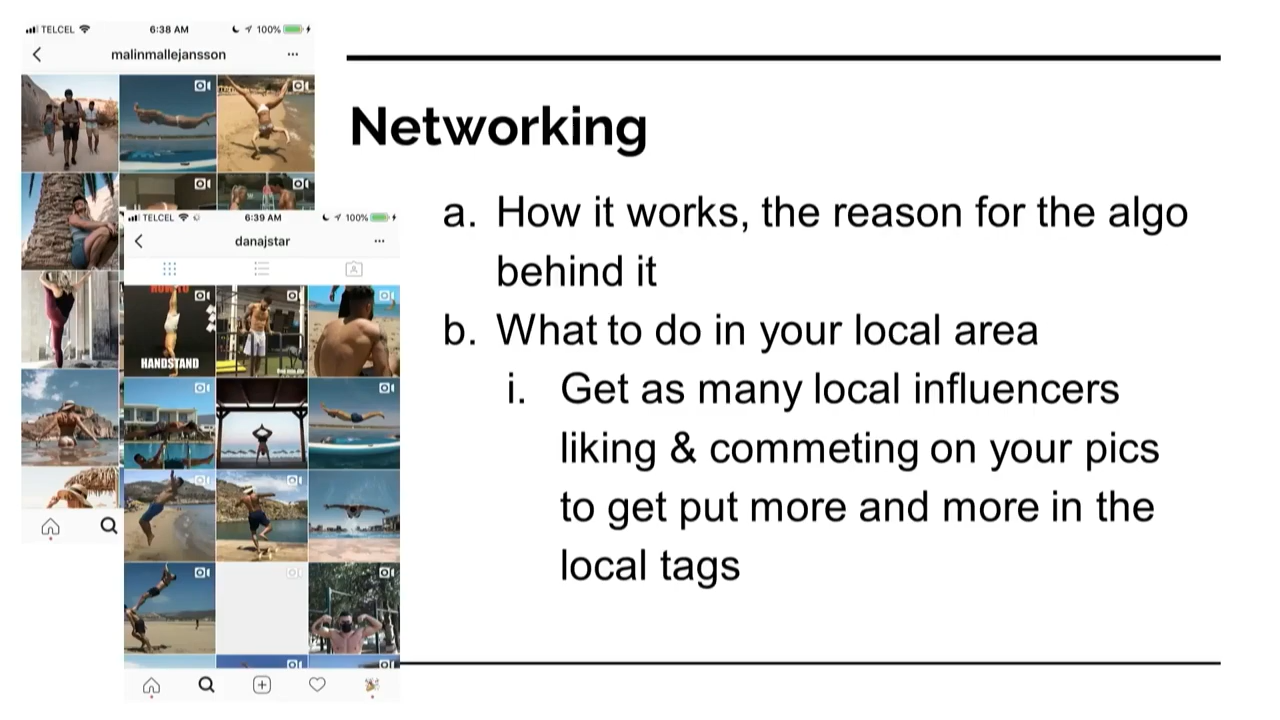 TELCEL 6:38 AM 100%
malinmallejansson
TELCEL 6:39 AM 100%
danajstar
HANDSTAND
Networking
a. How it works, the reason for the algo
behind it
b. What to do in your local area
i. Get as many local influencers
liking & commeting on your pics
to get put more and more in the
local tags